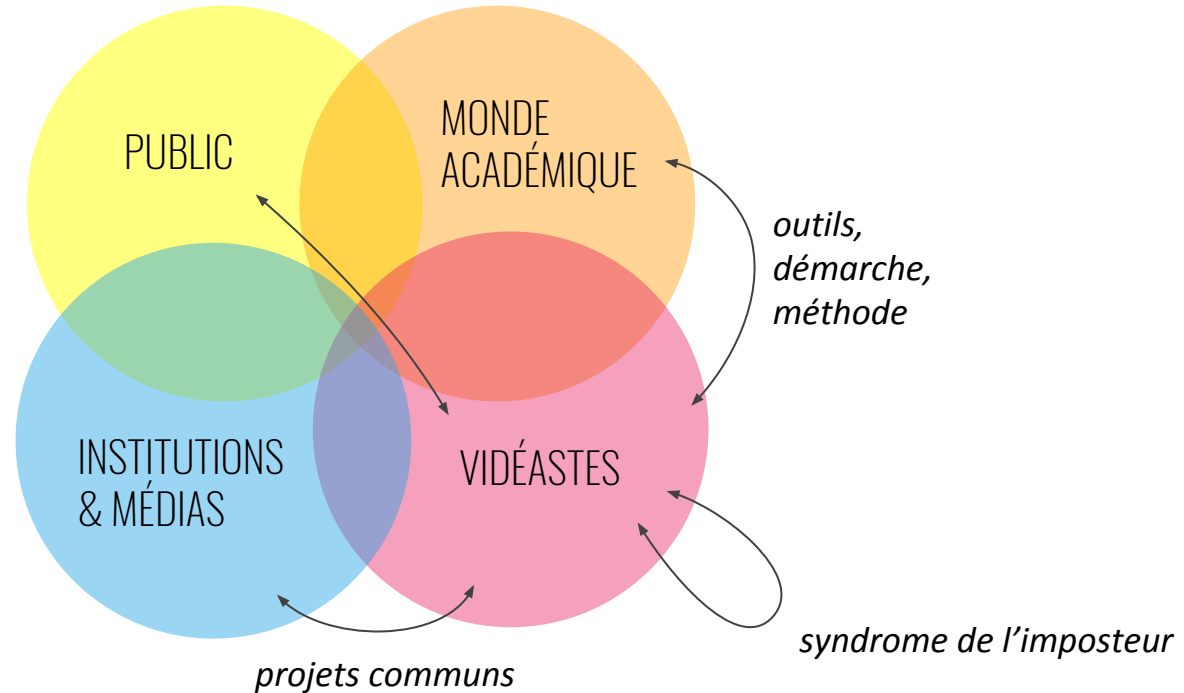 PUBLIC
MONDE
ACADÉMIQUE
outils,
démarche,
méthode
INSTITUTIONS
& MÉDIAS
VIDÉASTES
syndrome de l’imposteur
projets communs